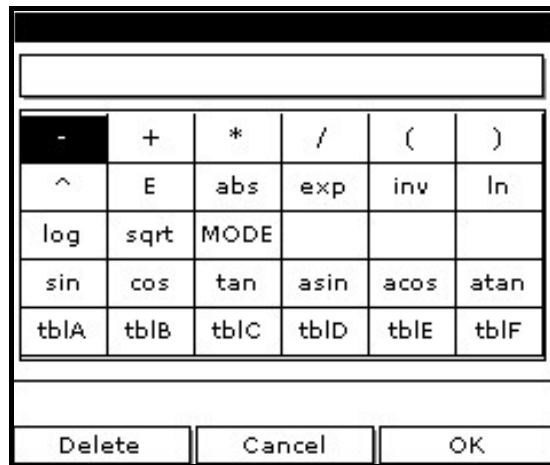 - + * / ( )
^ E abs exp inv ln
log sqrt MODE
sin cos tan asin acos atan
tblA tblB tblC tblD tblE tblF
Delete Cancel OK